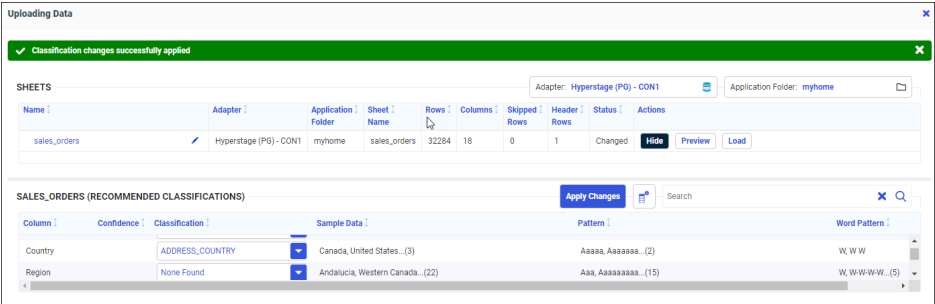 Uploading Data
Classification changes successfully applied
SHEETS
Adapter: Hyperstage (PG) - CON1
Application Folder: myhome
Name Adapter Application Folder Sheet Name Rows Columns Skipped Rows Header Rows Status Actions
sales_orders Hyperstage (PG) - CON1 myhome sales_orders 32284 18 0 1 Changed Hide Preview Load
SALES_ORDERS (RECOMMENDED CLASSIFICATIONS) Apply Changes Search
Column Confidence Classification Sample Data Pattern Word Pattern
Country ADDRESS_COUNTRY Canada, United States...(3) Aaaaa, Aaaaaaa...(2) W, W W
Region None Found Andalucia, Western Canada...(22) Aaa, Aaaaaaaaa...(15) W, W-W-W-W...(5)